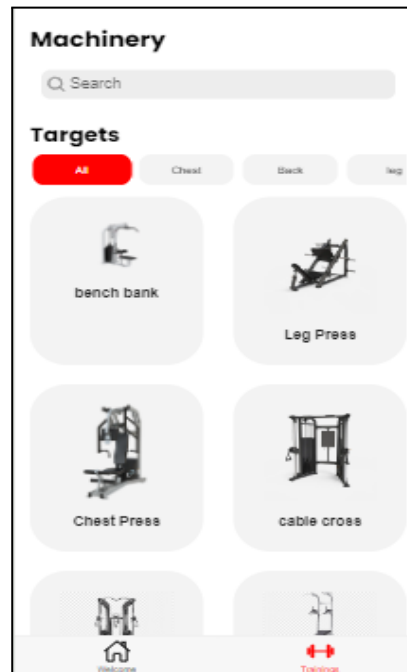 Machinery
Search
Targets
All Chest Back leg
bench bank
Leg Press
Chest Press cable cross
Welcome Trainings